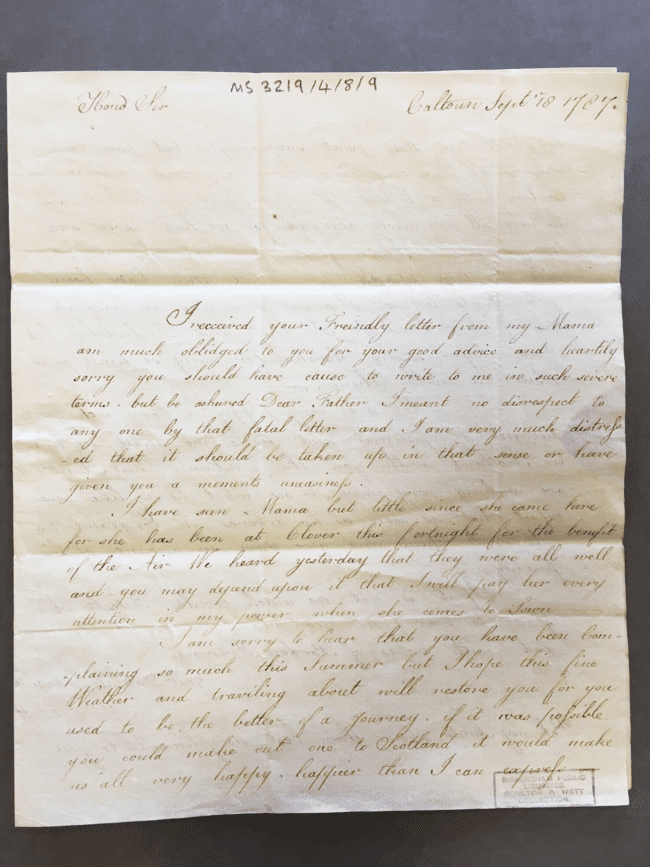 MS 3219/4/8/9
Hond Sir
Caltoun Sept 18 1787.
I received your Freindly letter from my Mama
am much oblidged to you for your good advice and heartily
sorry you should have cause to write to me in such severe
terms. but be ashured Dear Father I meant no disrespect to
any one by that fatal letter and I am very much distress
-ed that it should be taken up in that sense or have
given you a moments uneasiness.
I have seen Mama but little since she came here
for she has been at Clover this fortnight for the benefit
of the Air We heard yesterday that they were all well
and you may depend upon it that I will pay her every
attention in my power when she comes to Town
I am sorry to hear that you have been Com-
-plaining so much this Summer but I hope this fine
Weather and traviling about will restore you for you
used to be the better of a Journey. if it was possible
you could make out one to Scotland it would make
us all very happy. happier than I can express
BIRMINGHAM PUBLIC
LIBRARIES.
BOULTON & WATT
COLLECTION.